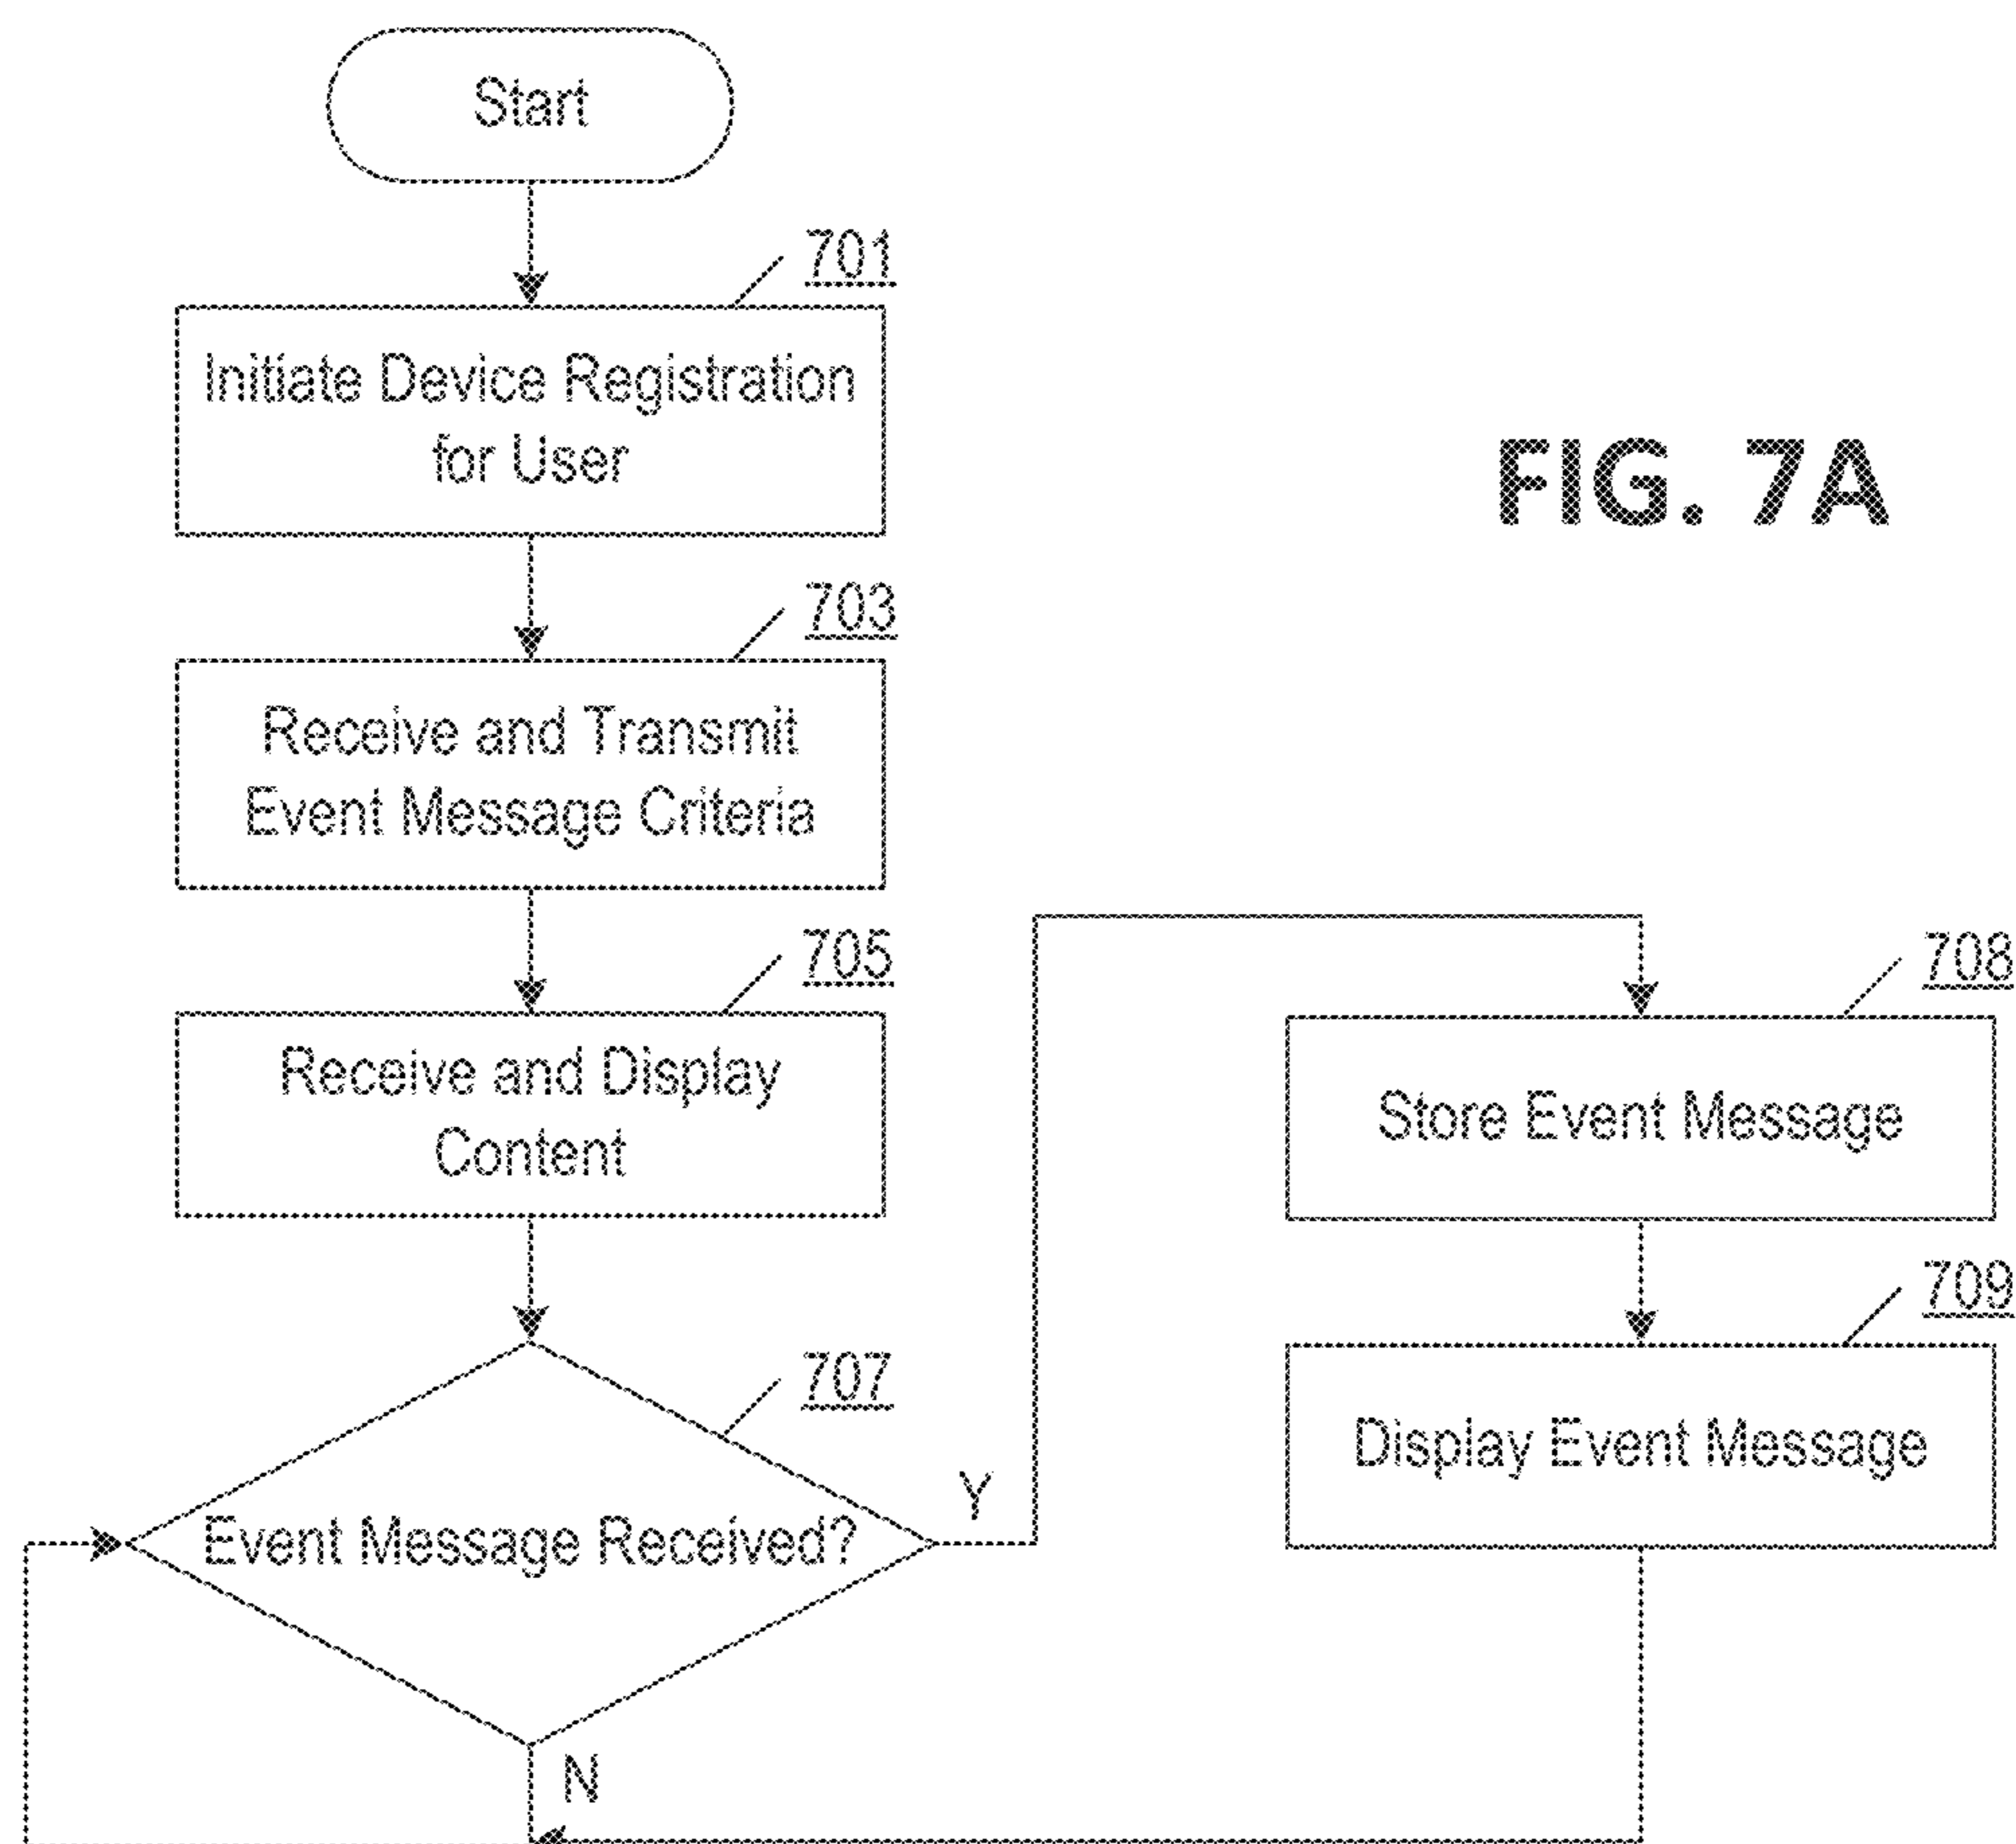 Start
701
Initiate Device Registration
for User
FIG. 7A
703
Receive and Transmit
Event Message Criteria
705
Receive and Display
Content
708
Store Event Message
709
Display Event Message
707
Event Message Received?
Y
N